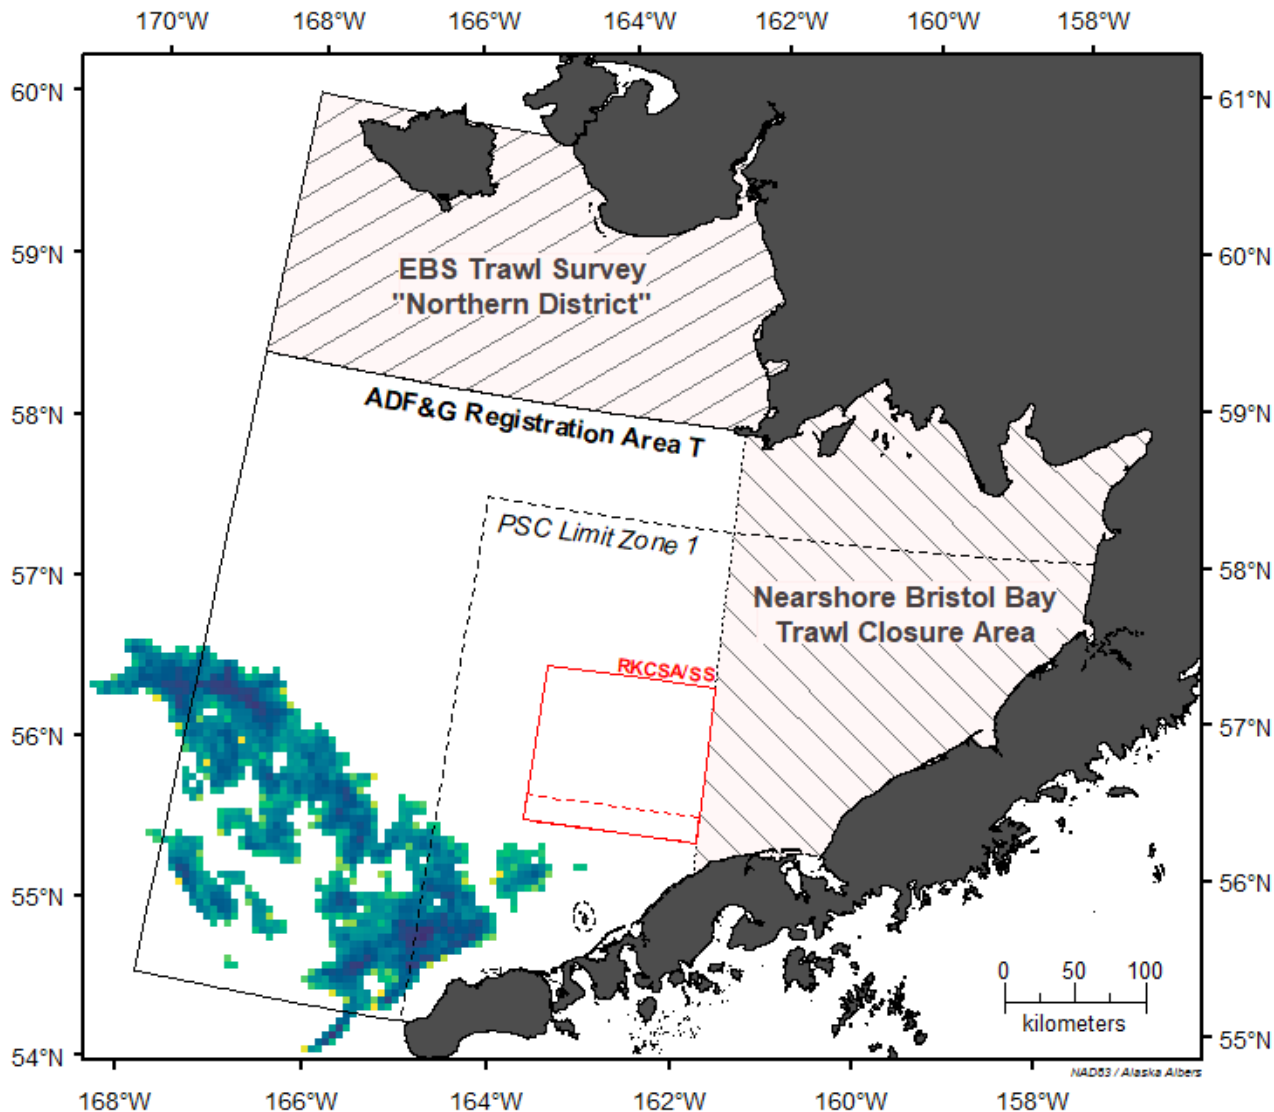 170°W 168°W 166°W 164°W 162°W 160°W 158°W
60°N
61°N
59°N
60°N
EBS Trawl Survey
"Northern District"
58°N
59°N
ADF&G Registration Area T
PSC Limit Zone 1
57°N
58°N
Nearshore Bristol Bay
Trawl Closure Area
RKCSA/SS
56°N
57°N
55°N
56°N
0 50 100
kilometers
54°N
55°N
NAD83 / Alaska Albers
168°W 166°W 164°W 162°W 160°W 158°W